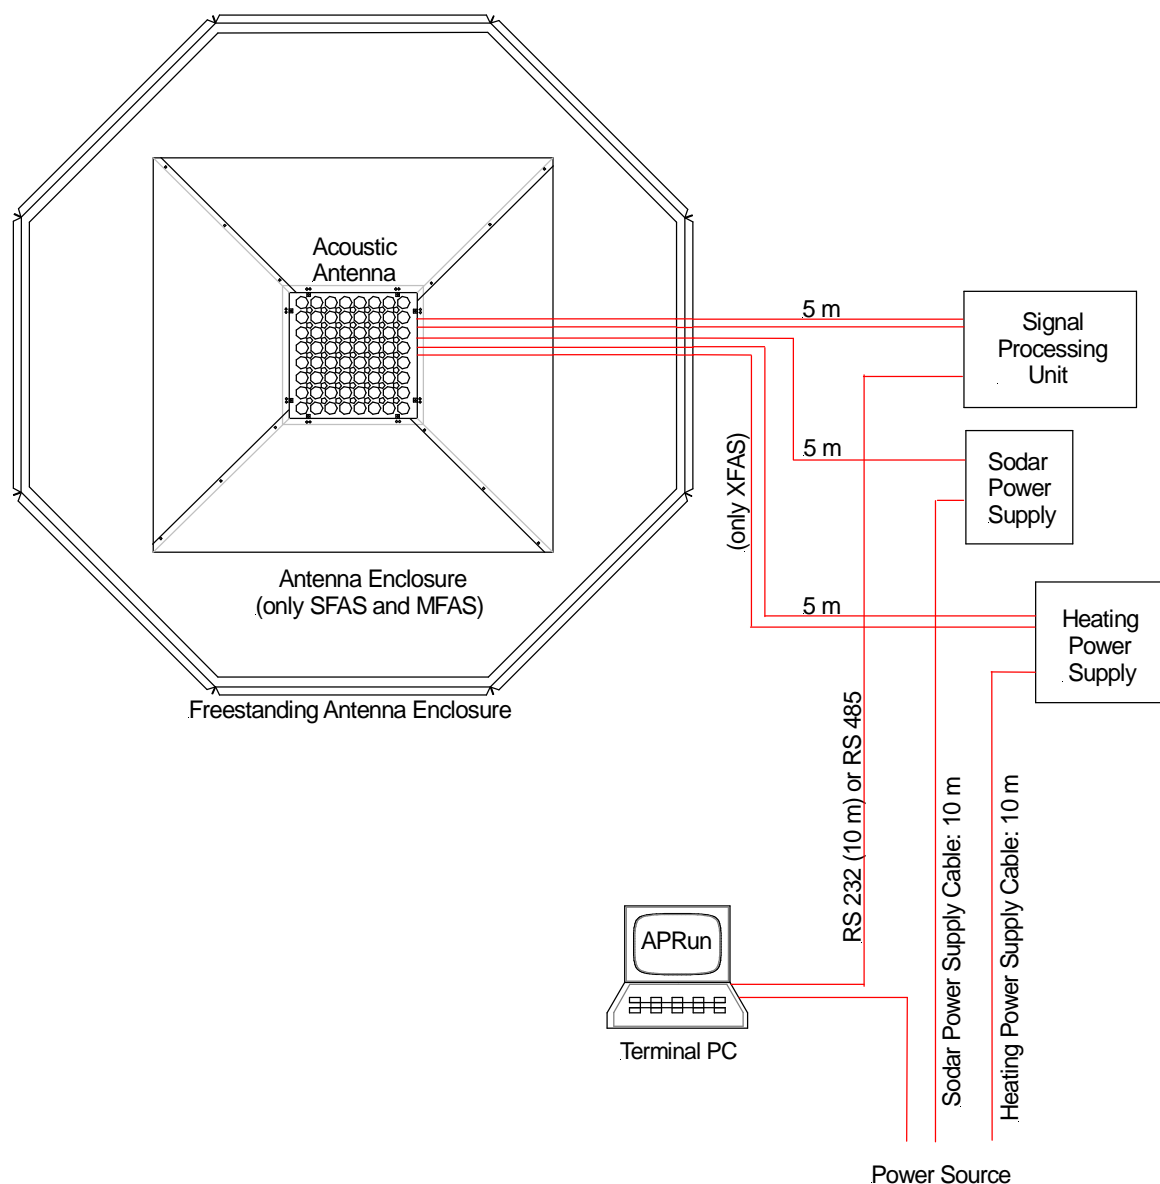 Acoustic
Antenna
5 m
Signal
Processing
Unit
5 m
Sodar
Power
Supply
(only XFAS)
Antenna Enclosure
(only SFAS and MFAS)
5 m
Heating
Power
Supply
Freestanding Antenna Enclosure
RS 232 (10 m) or RS 485
Sodar Power Supply Cable: 10 m
Heating Power Supply Cable: 10 m
APRun
Terminal PC
Power Source